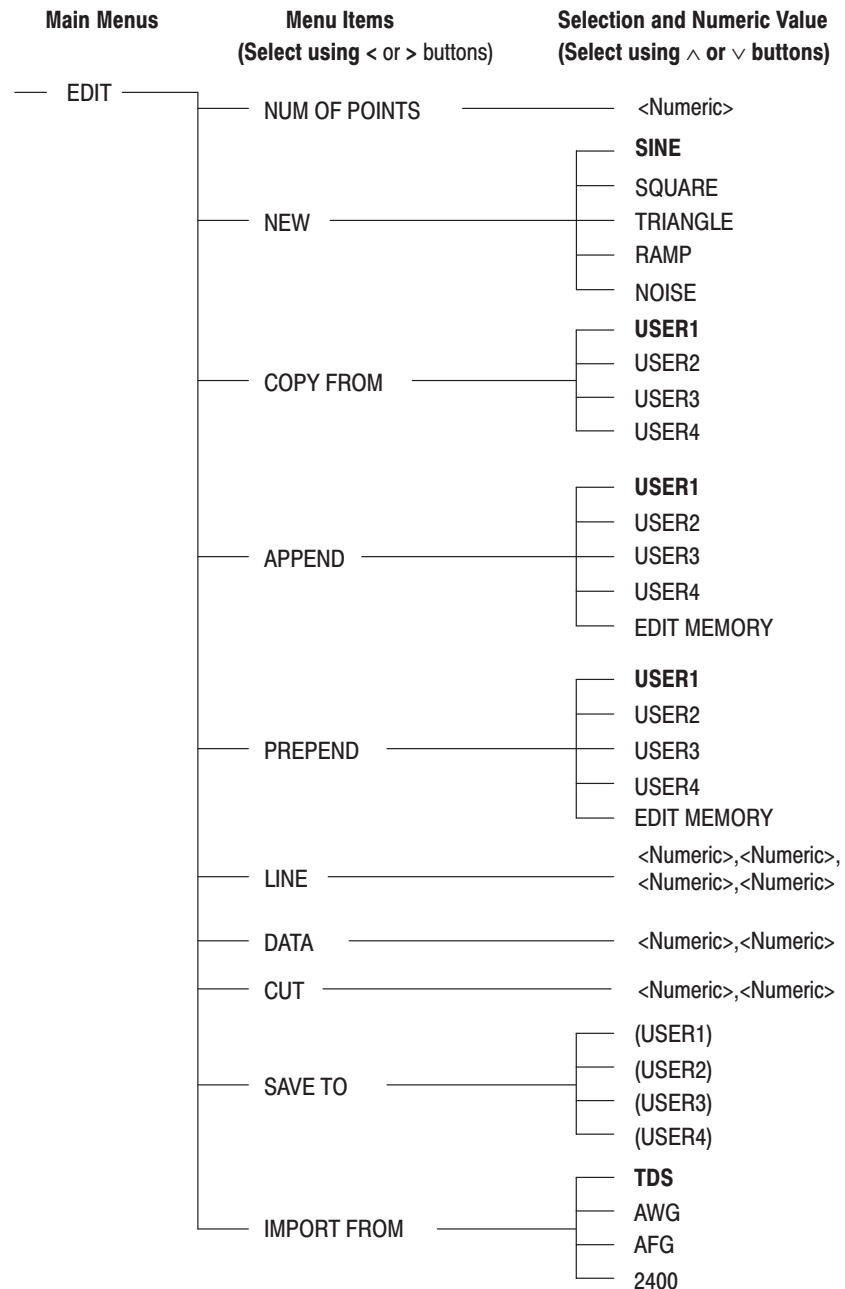 Main Menus Menu Items Selection and Numeric Value
(Select using < or > buttons) (Select using ∧ or ∨ buttons)
EDIT
NUM OF POINTS <Numeric>
NEW
SINE
SQUARE
TRIANGLE
RAMP
NOISE
COPY FROM
USER1
USER2
USER3
USER4
APPEND
USER1
USER2
USER3
USER4
EDIT MEMORY
PREPEND
USER1
USER2
USER3
USER4
EDIT MEMORY
LINE
<Numeric>,<Numeric>,
<Numeric>,<Numeric>
DATA <Numeric>,<Numeric>
CUT <Numeric>,<Numeric>
SAVE TO
(USER1)
(USER2)
(USER3)
(USER4)
IMPORT FROM
TDS
AWG
AFG
2400